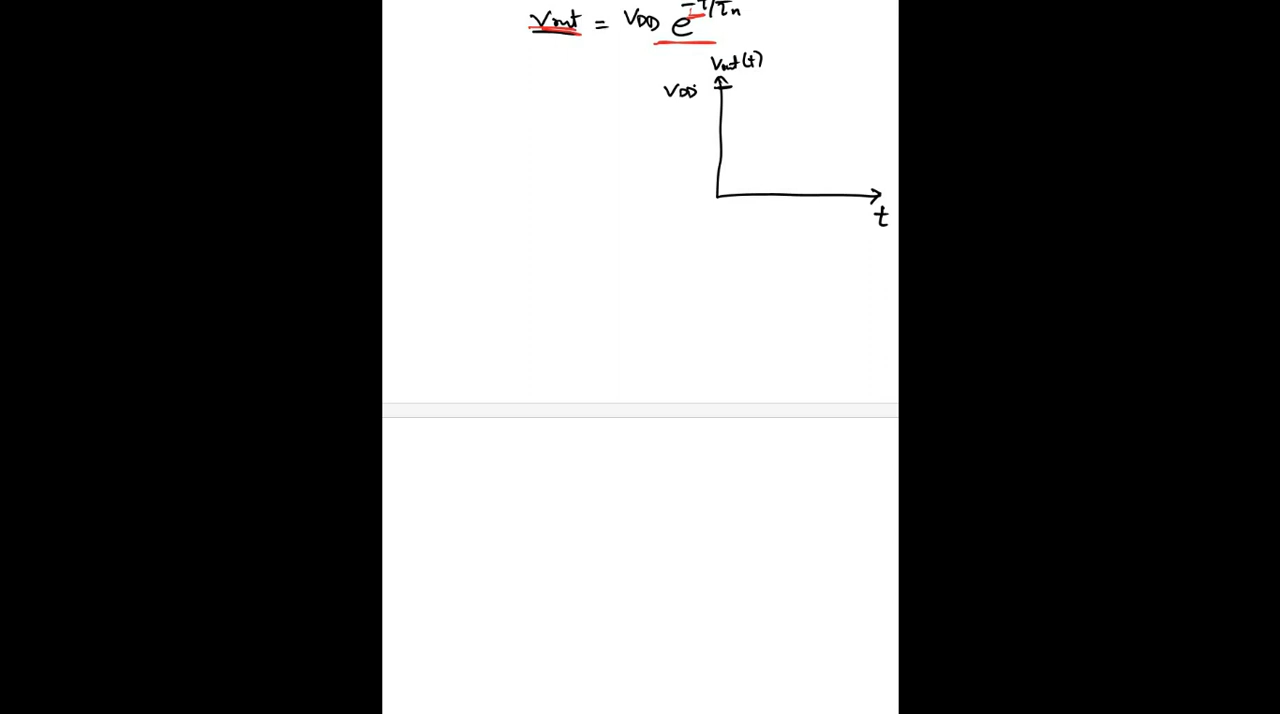 Vout = VDD e^{-t/τn}
Vout(t)
VDD
t